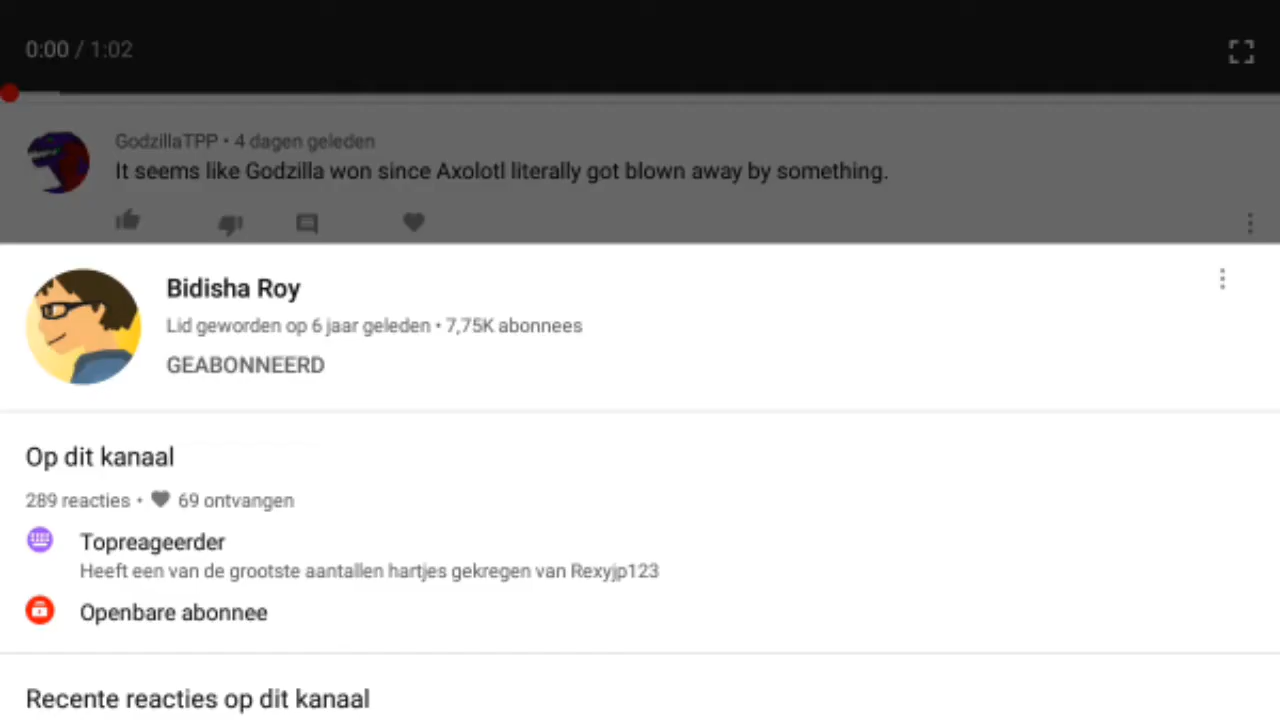 0:00 / 1:02
GodzillaTPP • 4 dagen geleden
It seems like Godzilla won since Axolotl literally got blown away by something.
Bidisha Roy
Lid geworden op 6 jaar geleden • 7,75K abonnees
GEABONNEERD
Op dit kanaal
289 reacties • 69 ontvangen
Topreageerder
Heeft een van de grootste aantallen hartjes gekregen van Rexyjp123
Openbare abonnee
Recente reacties op dit kanaal